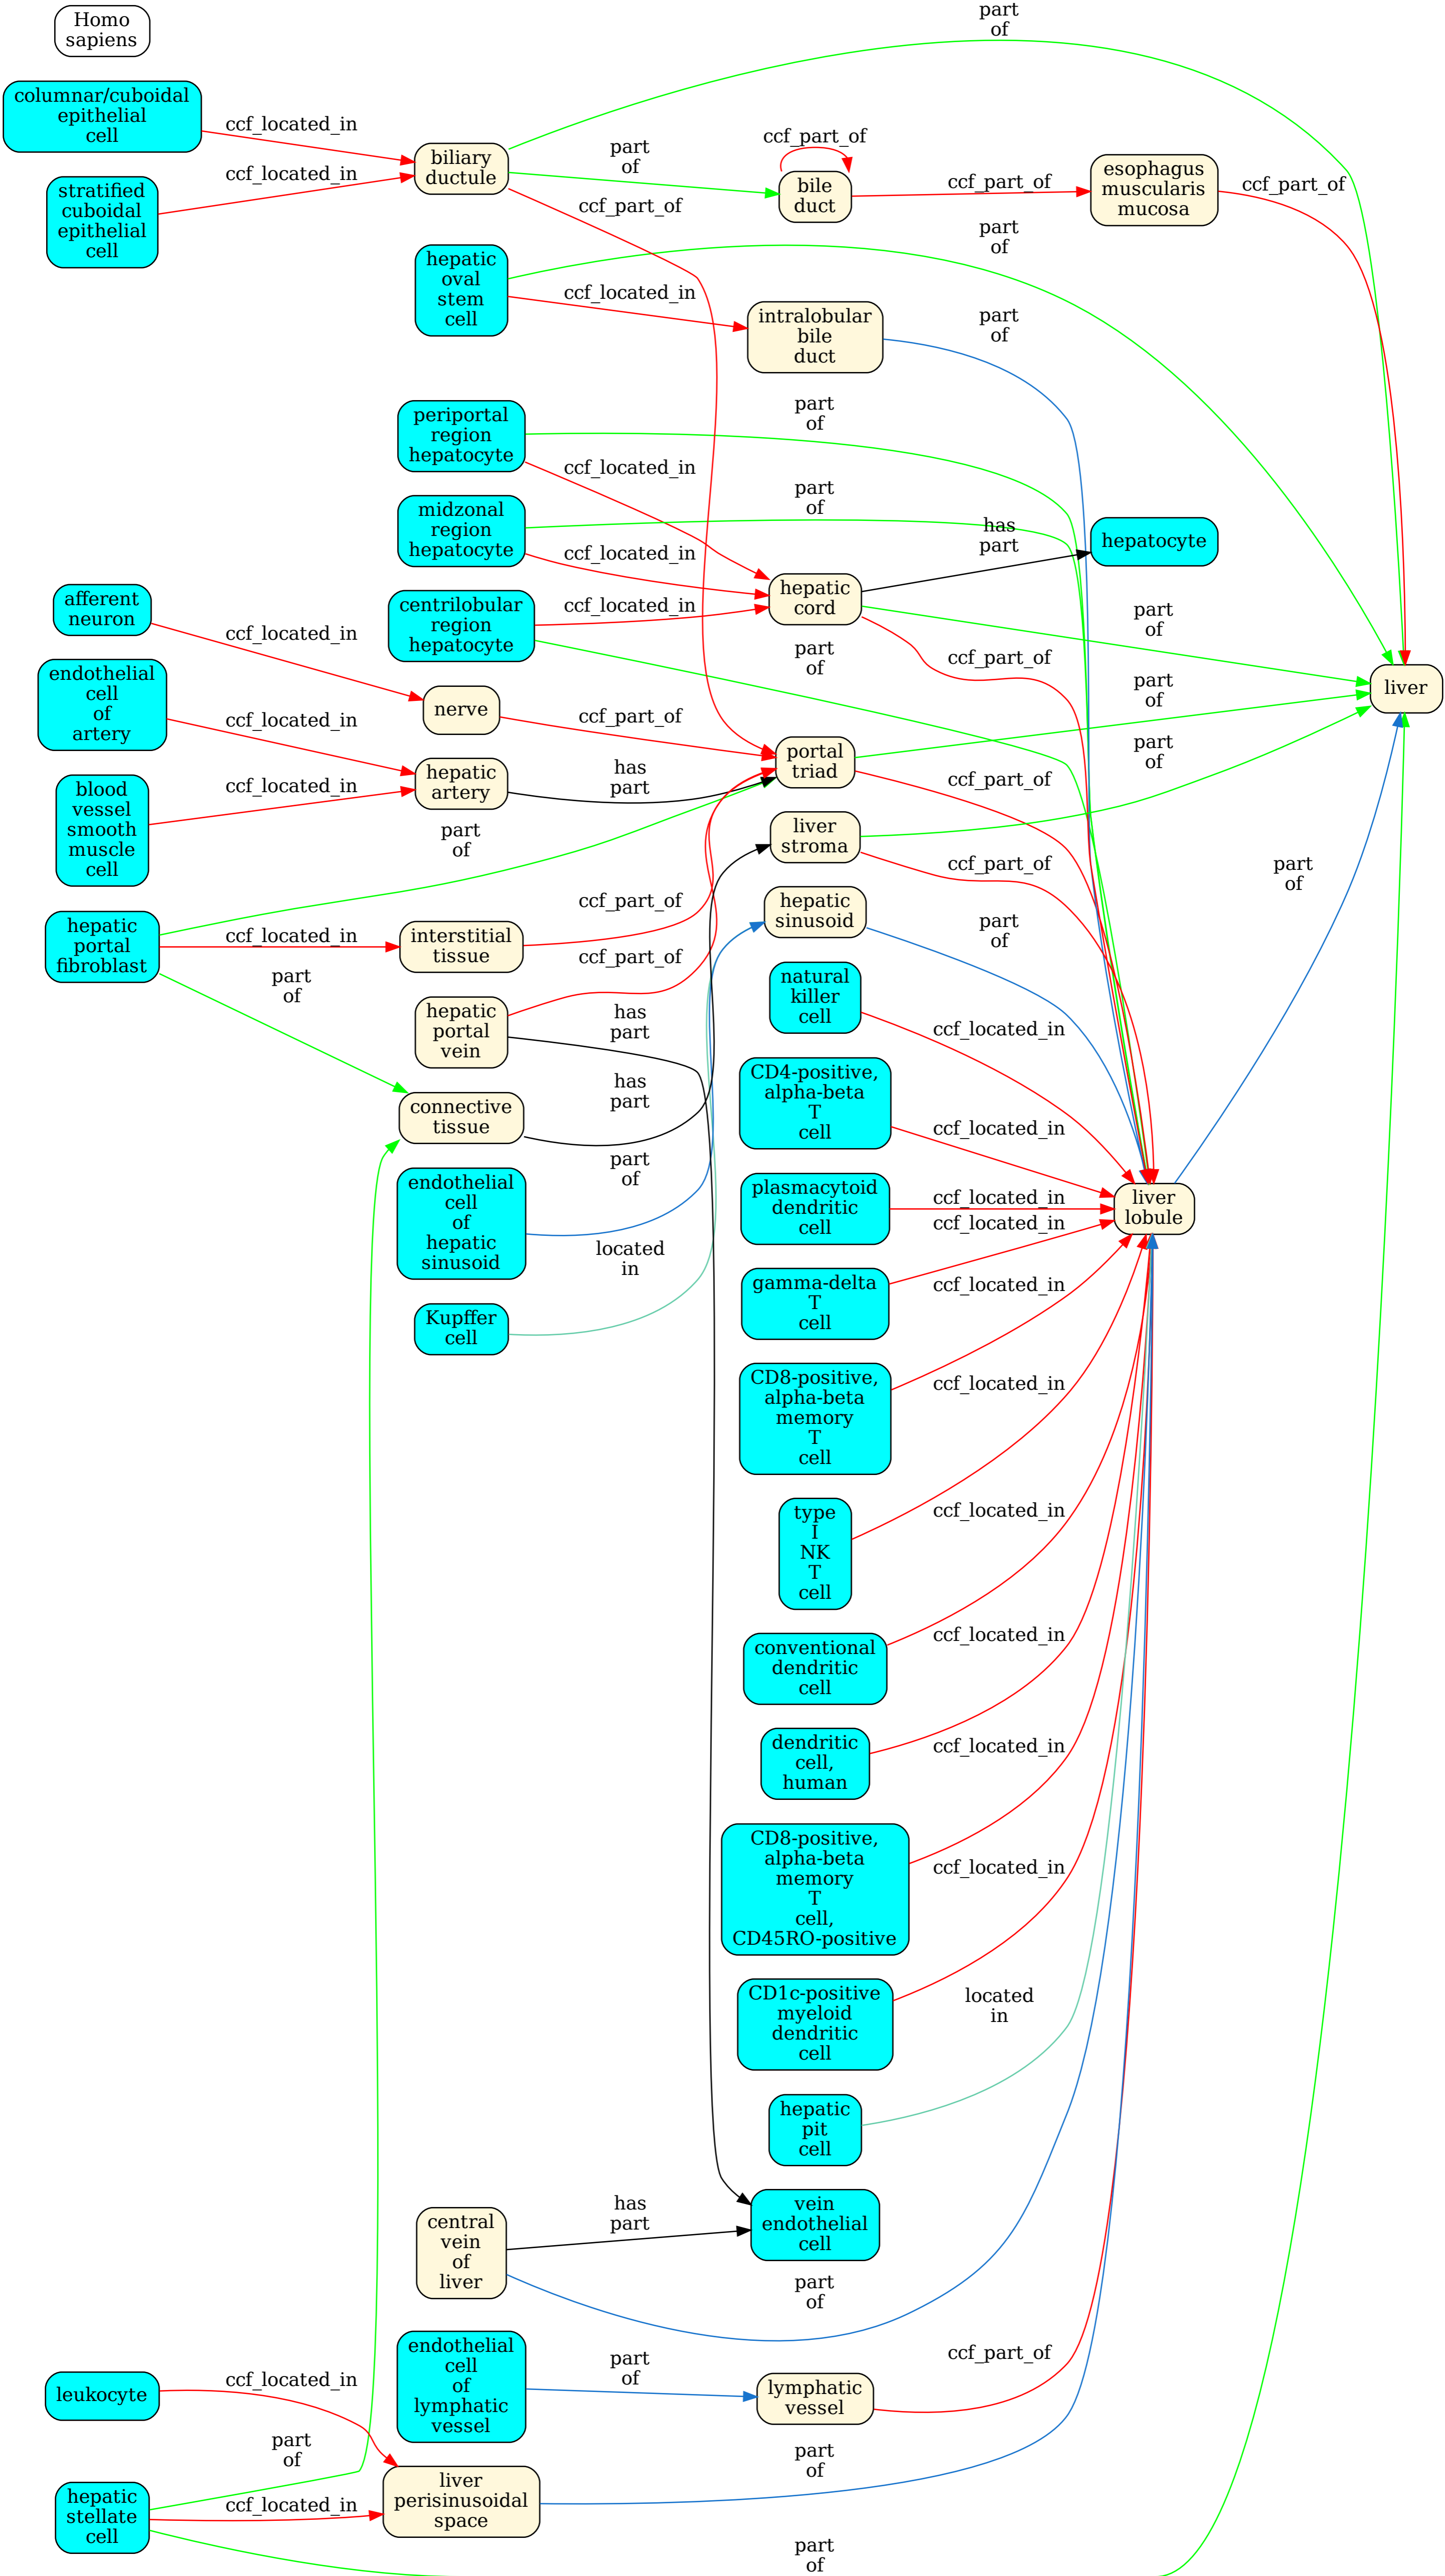 Homo
sapiens
columnar/cuboidal
epithelial
cell
stratified
cuboidal
epithelial
cell
afferent
neuron
endothelial
cell
of
artery
blood
vessel
smooth
muscle
cell
hepatic
portal
fibroblast
leukocyte
hepatic
stellate
cell
ccf_located_in
ccf_located_in
ccf_located_in
ccf_located_in
ccf_located_in
ccf_located_in
part
of
ccf_located_in
part
of
ccf_located_in
biliary
ductule
hepatic
oval
stem
cell
periportal
region
hepatocyte
midzonal
region
hepatocyte
centrilobular
region
hepatocyte
nerve
hepatic
artery
part
of
interstitial
tissue
hepatic
portal
vein
connective
tissue
endothelial
cell
of
hepatic
sinusoid
Kupffer
cell
central
vein
of
liver
endothelial
cell
of
lymphatic
vessel
liver
perisinusoidal
space
part
of
ccf_part_of
ccf_located_in
ccf_located_in
ccf_located_in
ccf_located_in
ccf_part_of
has
part
ccf_part_of
ccf_part_of
has
part
has
part
part
of
located
in
has
part
part
of
ccf_part_of
bile
duct
intralobular
bile
duct
part
of
part
of
hepatic
cord
part
of
portal
triad
liver
stroma
hepatic
sinusoid
natural
killer
cell
CD4-positive,
alpha-beta
T
cell
plasmacytoid
dendritic
cell
gamma-delta
T
cell
CD8-positive,
alpha-beta
memory
T
cell
type
I
NK
T
cell
conventional
dendritic
cell
dendritic
cell,
human
CD8-positive,
alpha-beta
memory
T
cell,
CD45RO-positive
CD1c-positive
myeloid
dendritic
cell
hepatic
pit
cell
vein
endothelial
cell
part
of
lymphatic
vessel
part
of
part
of
part
of
ccf_part_of
part
of
part
of
has
part
ccf_part_of
ccf_part_of
ccf_part_of
part
of
ccf_located_in
ccf_located_in
ccf_located_in
ccf_located_in
ccf_located_in
ccf_located_in
ccf_located_in
ccf_located_in
ccf_located_in
ccf_located_in
located
in
ccf_part_of
esophagus
muscularis
mucosa
hepatocyte
part
of
part
of
part
of
liver
lobule
ccf_part_of
part
of
liver